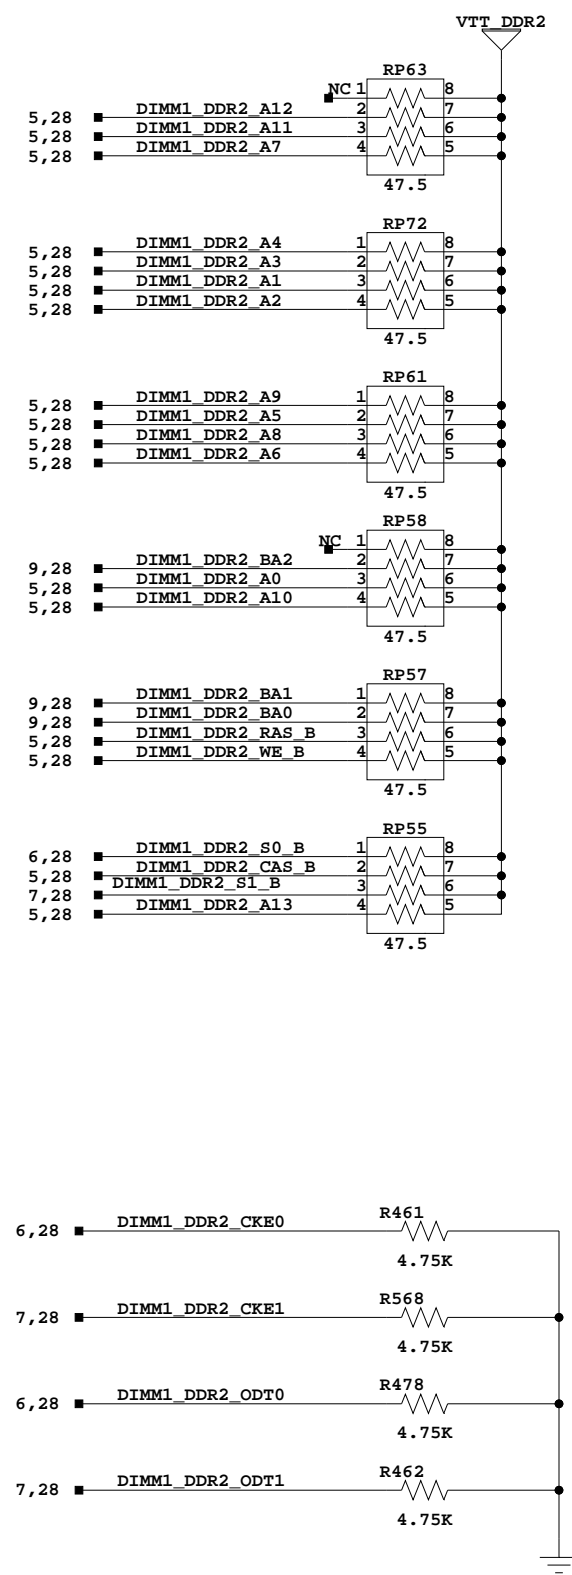 VTT_DDR2
RP63
NC 1 8
5,28 DIMM1_DDR2_A12 2 7
5,28 DIMM1_DDR2_A11 3 6
5,28 DIMM1_DDR2_A7 4 5
47.5
RP72
5,28 DIMM1_DDR2_A4 1 8
5,28 DIMM1_DDR2_A3 2 7
5,28 DIMM1_DDR2_A1 3 6
5,28 DIMM1_DDR2_A2 4 5
47.5
RP61
5,28 DIMM1_DDR2_A9 1 8
5,28 DIMM1_DDR2_A5 2 7
5,28 DIMM1_DDR2_A8 3 6
5,28 DIMM1_DDR2_A6 4 5
47.5
RP58
NC 1 8
9,28 DIMM1_DDR2_BA2 2 7
5,28 DIMM1_DDR2_A0 3 6
5,28 DIMM1_DDR2_A10 4 5
47.5
RP57
9,28 DIMM1_DDR2_BA1 1 8
9,28 DIMM1_DDR2_BA0 2 7
5,28 DIMM1_DDR2_RAS_B 3 6
5,28 DIMM1_DDR2_WE_B 4 5
47.5
RP55
6,28 DIMM1_DDR2_S0_B 1 8
5,28 DIMM1_DDR2_CAS_B 2 7
7,28 DIMM1_DDR2_S1_B 3 6
5,28 DIMM1_DDR2_A13 4 5
47.5
6,28 DIMM1_DDR2_CKE0 R461
4.75K
7,28 DIMM1_DDR2_CKE1 R568
4.75K
6,28 DIMM1_DDR2_ODT0 R478
4.75K
7,28 DIMM1_DDR2_ODT1 R462
4.75K